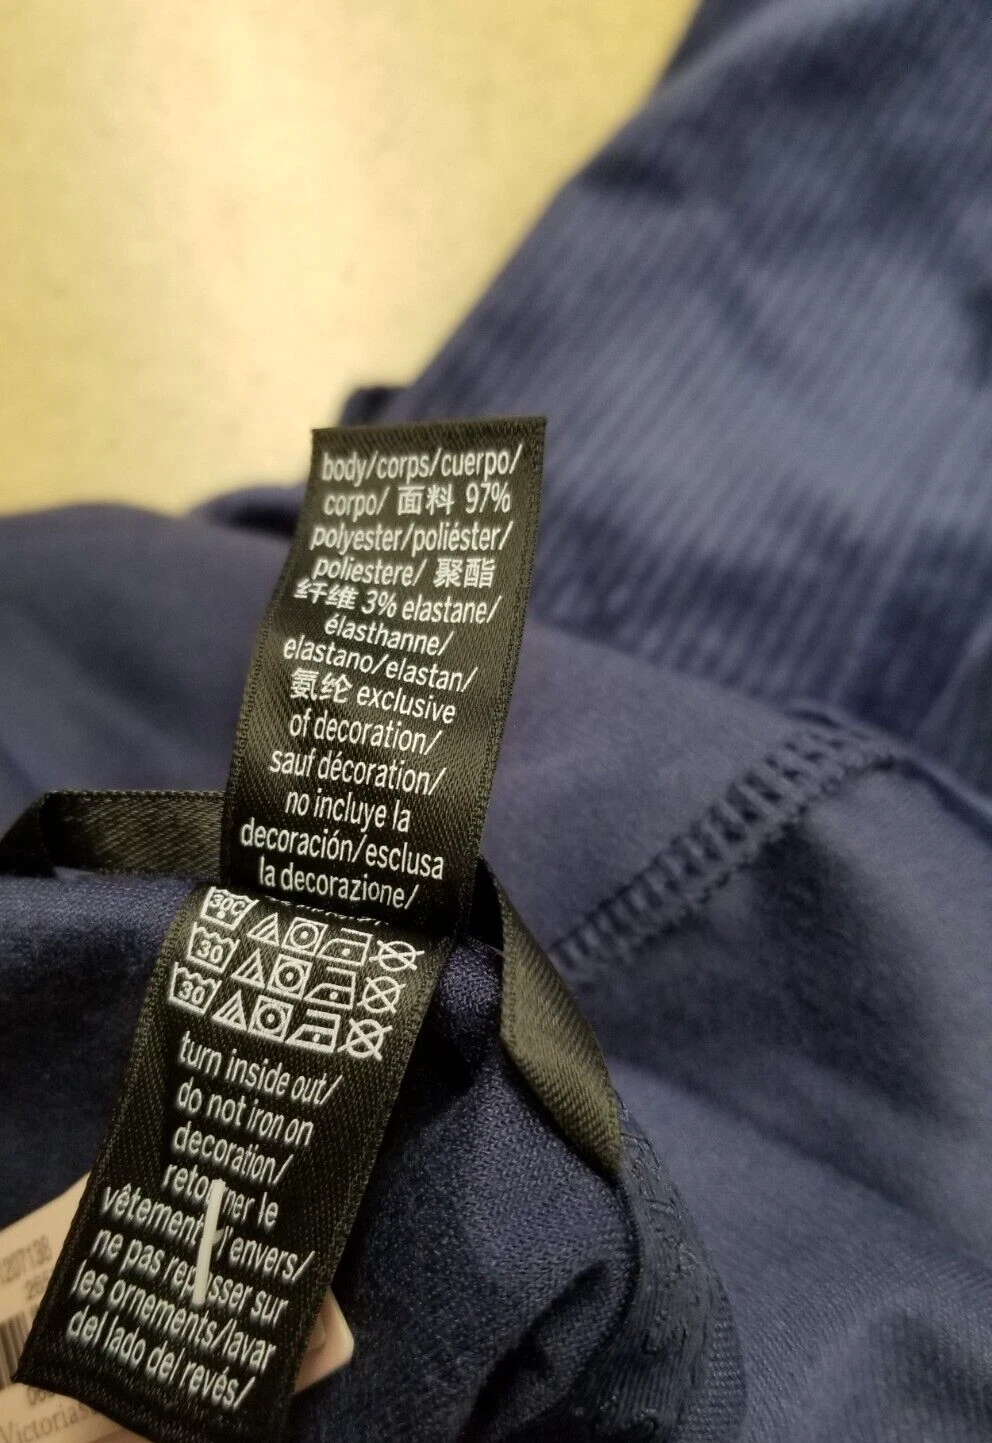 body/corps/cuerpo/
corpo/ 面料 97%
polyester/poliéster/
poliestere/ 聚酯
纤维 3% elastane/
élasthanne/
elastano/elastan/
氨纶 exclusive
of decoration/
sauf décoration/
no incluye la
decoración/esclusa
la decorazione/
30C
30
30
turn inside out/
do not iron on
decoration/
retourner le
vêtement l'envers/
ne pas repasser sur
les ornements/lavar
del lado del revés/
207138
Victorias